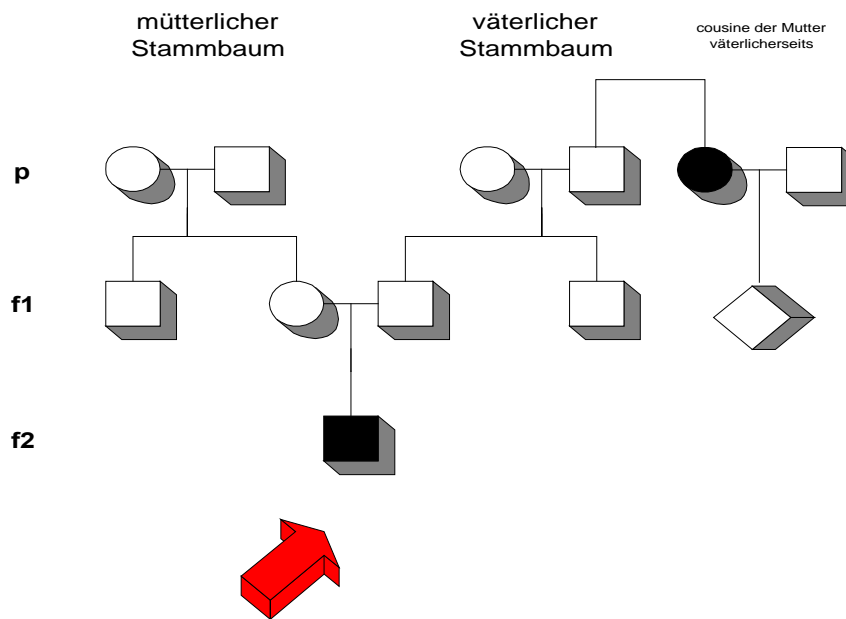 mütterlicher
Stammbaum
väterlicher
Stammbaum
cousine der Mutter
väterlicherseits
p
f1
f2